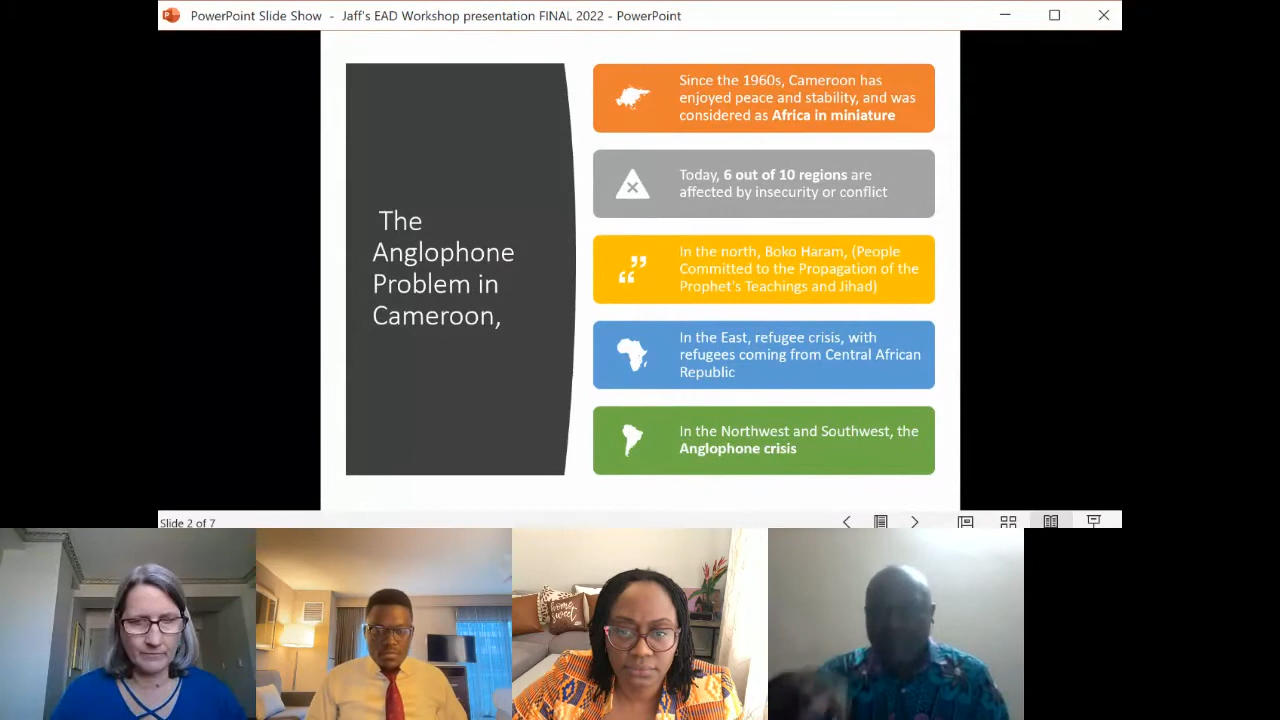 PowerPoint Slide Show - Jaff's EAD Workshop presentation FINAL 2022 - PowerPoint
The
Anglophone
Problem in
Cameroon,
Since the 1960s, Cameroon has
enjoyed peace and stability, and was
considered as Africa in miniature
Today, 6 out of 10 regions are
affected by insecurity or conflict
In the north, Boko Haram, (People
Committed to the Propagation of the
Prophet's Teachings and Jihad)
In the East, refugee crisis, with
refugees coming from Central African
Republic
In the Northwest and Southwest, the
Anglophone crisis
Slide 2 of 7
home
sweet